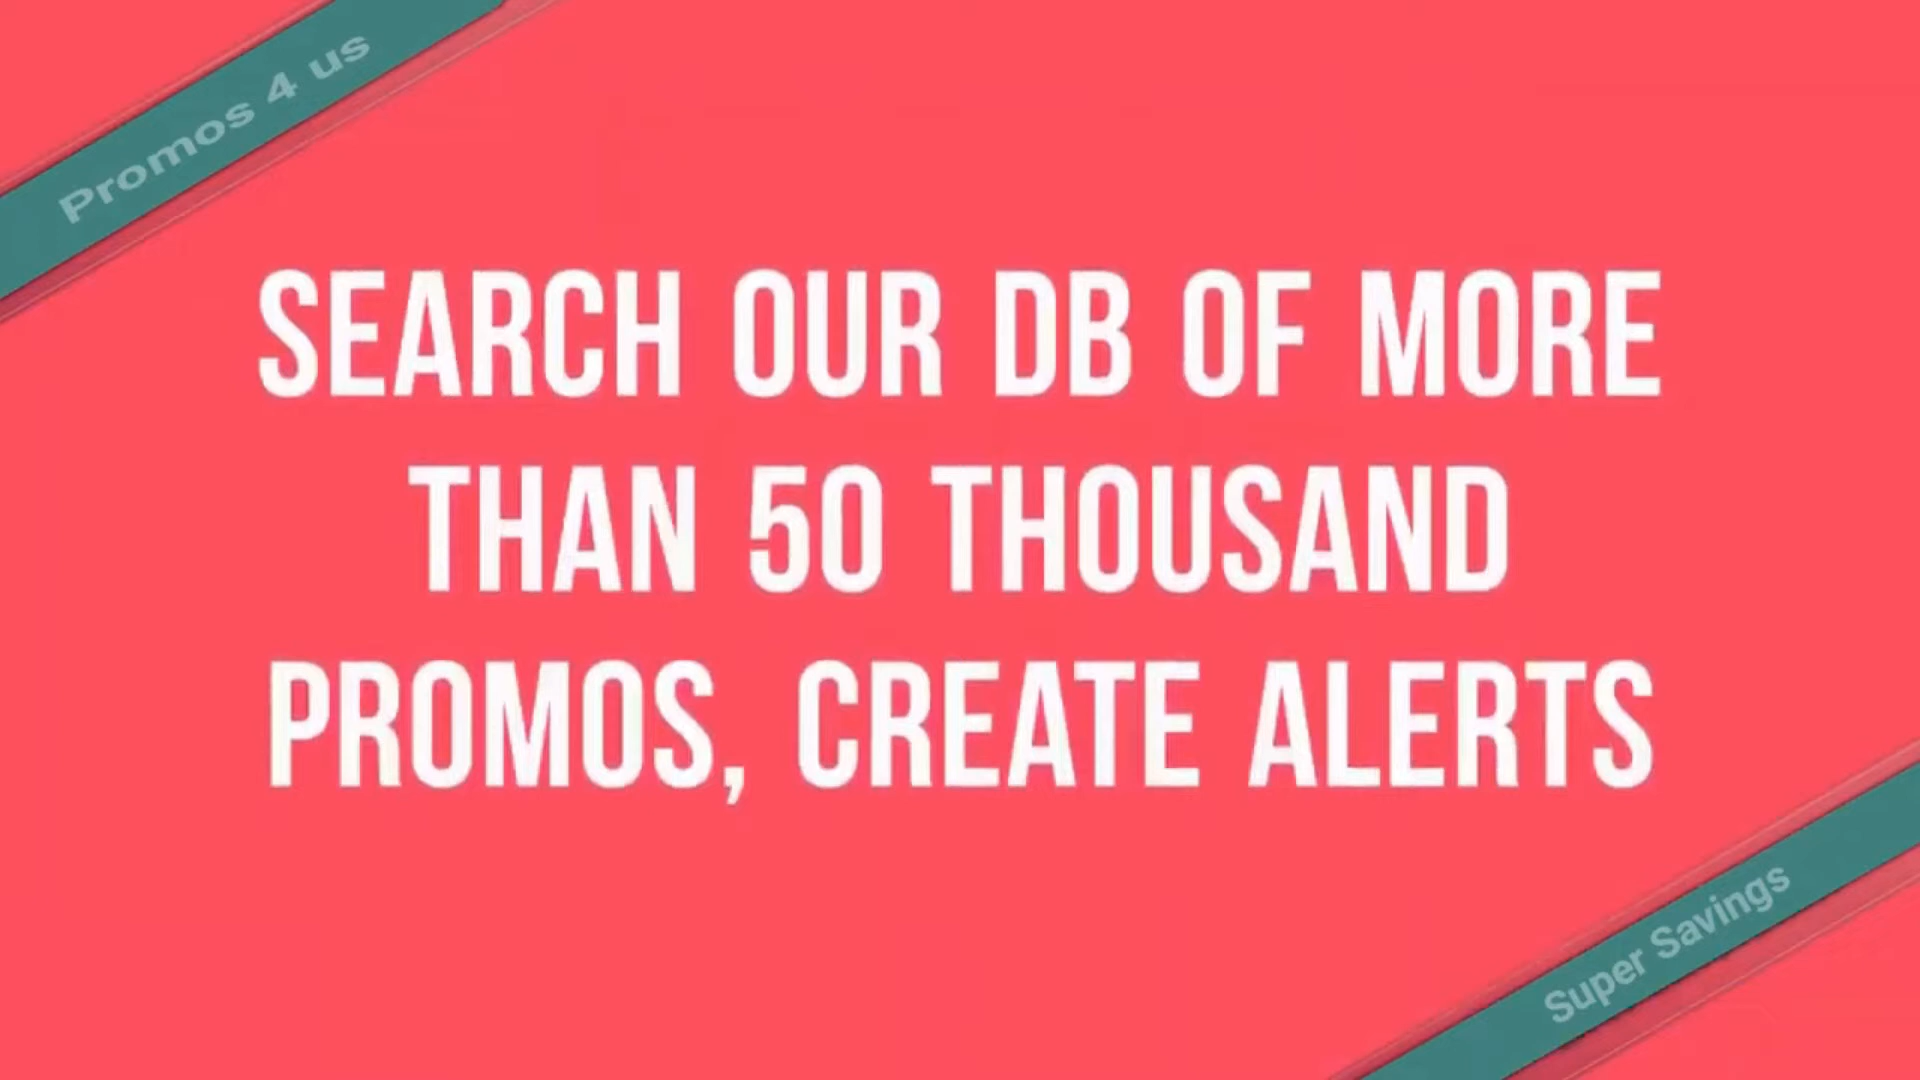 Promos 4 us
SEARCH OUR DB OF MORE
THAN 50 THOUSAND
PROMOS, CREATE ALERTS
Super Savings